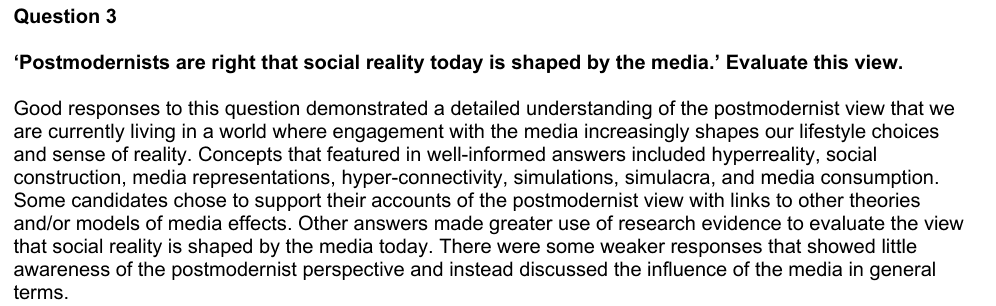 Question 3
‘Postmodernists are right that social reality today is shaped by the media.’ Evaluate this view.
Good responses to this question demonstrated a detailed understanding of the postmodernist view that we
are currently living in a world where engagement with the media increasingly shapes our lifestyle choices
and sense of reality. Concepts that featured in well-informed answers included hyperreality, social
construction, media representations, hyper-connectivity, simulations, simulacra, and media consumption.
Some candidates chose to support their accounts of the postmodernist view with links to other theories
and/or models of media effects. Other answers made greater use of research evidence to evaluate the view
that social reality is shaped by the media today. There were some weaker responses that showed little
awareness of the postmodernist perspective and instead discussed the influence of the media in general
terms.